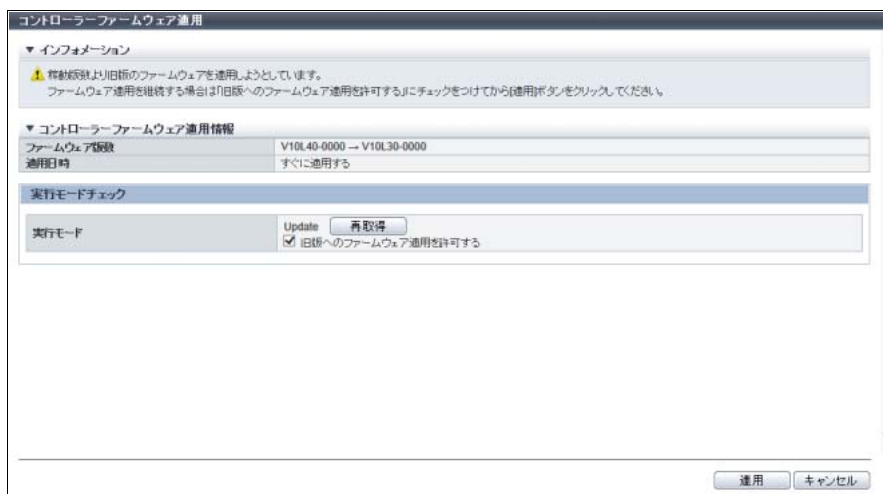 コントローラーファームウェア適用
▼ インフォメーション
稼動版数より旧版のファームウェアを適用しようとしています。
ファームウェア適用を継続する場合は「旧版へのファームウェア適用を許可する」にチェックをつけてから[適用]ボタンをクリックしてください。
▼ コントローラーファームウェア適用情報
ファームウェア版数 V10L40-0000 → V10L30-0000
適用日時 すぐに適用する
実行モードチェック
実行モード Update 再取得
旧版へのファームウェア適用を許可する
適用 キャンセル